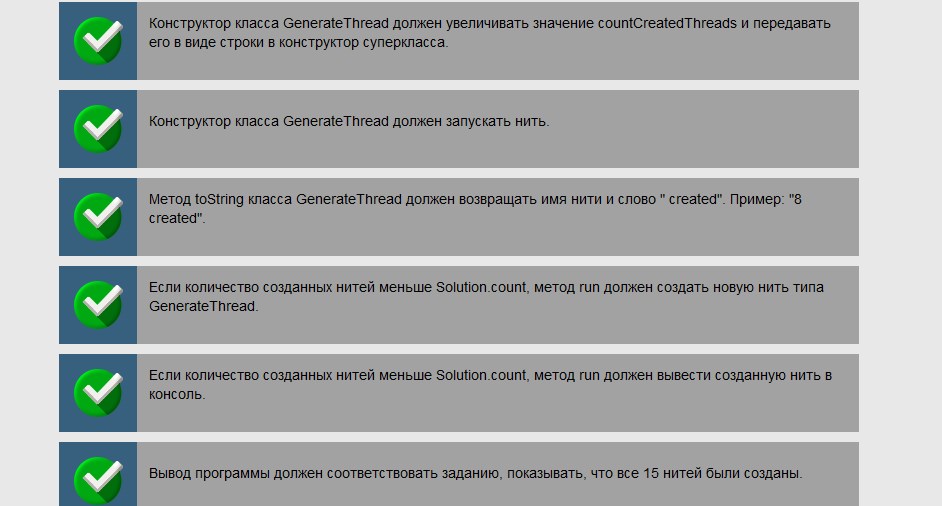 Конструктор класса GenerateThread должен увеличивать значение countCreatedThreads и передавать
его в виде строки в конструктор суперкласса.
Конструктор класса GenerateThread должен запускать нить.
Метод toString класса GenerateThread должен возвращать имя нити и слово " created". Пример: "8
created".
Если количество созданных нитей меньше Solution.count, метод run должен создать новую нить типа
GenerateThread.
Если количество созданных нитей меньше Solution.count, метод run должен вывести созданную нить в
консоль.
Вывод программы должен соответствовать заданию, показывать, что все 15 нитей были созданы.